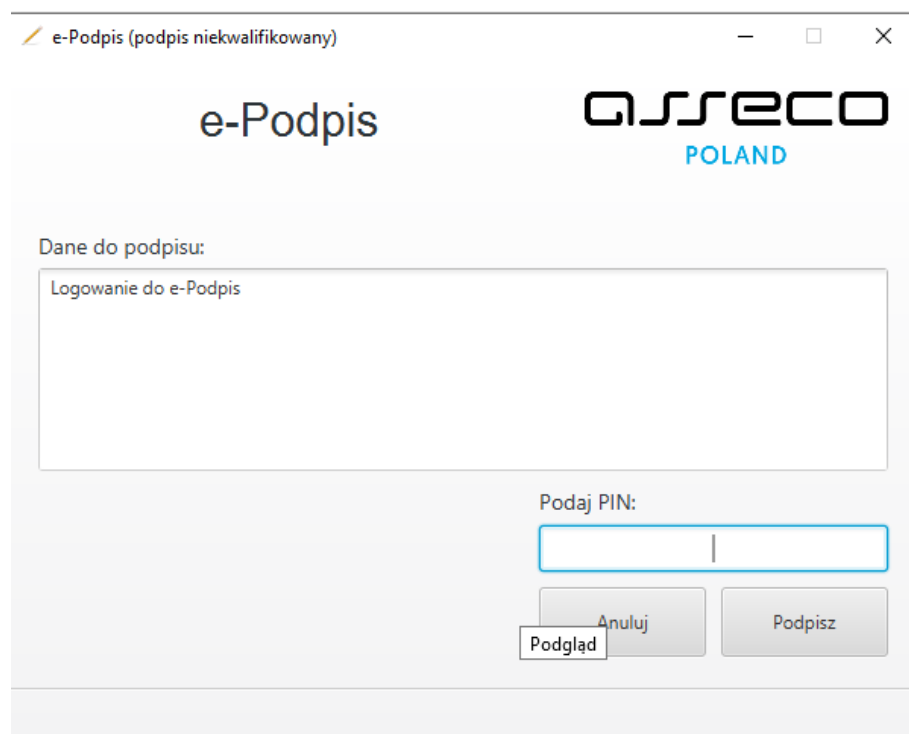 e-Podpis (podpis niekwalifikowany)
e-Podpis
asseco
POLAND
Dane do podpisu:
Logowanie do e-Podpis
Podaj PIN:
Anuluj
Podpisz
Podgląd